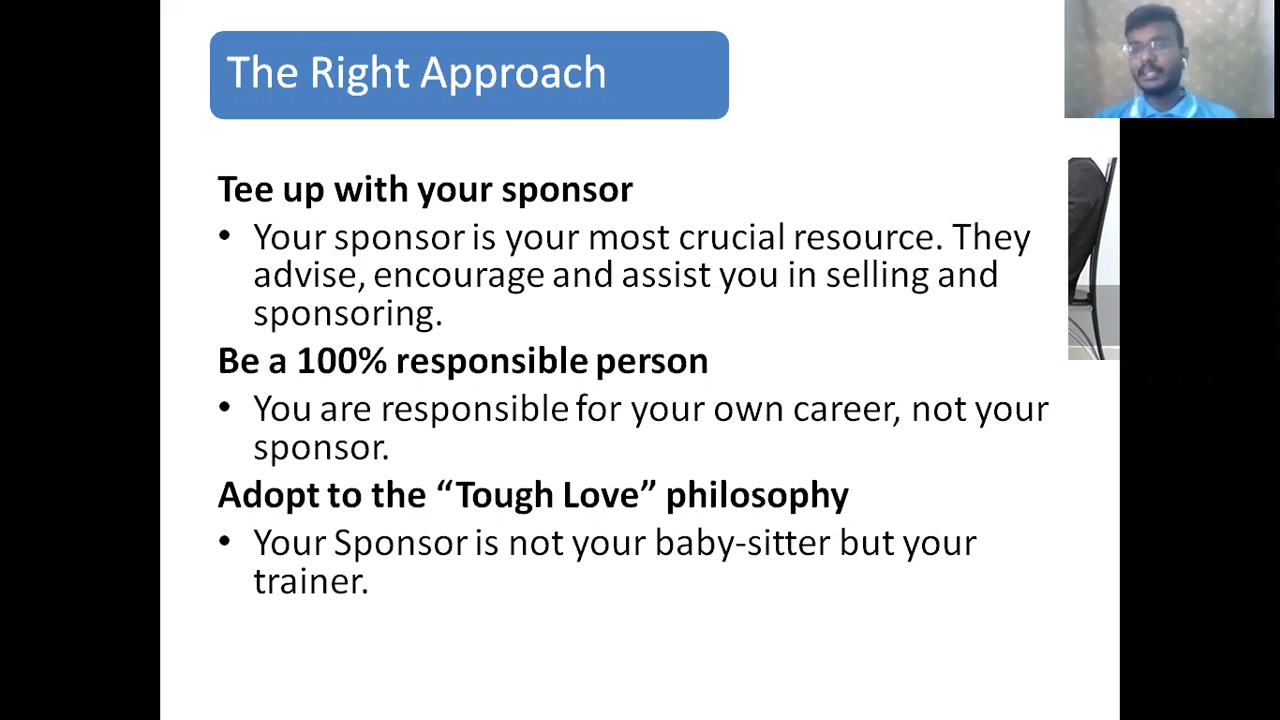 The Right Approach
Tee up with your sponsor
• Your sponsor is your most crucial resource. They
advise, encourage and assist you in selling and
sponsoring.
Be a 100% responsible person
• You are responsible for your own career, not your
sponsor.
Adopt to the “Tough Love” philosophy
• Your Sponsor is not your baby-sitter but your
trainer.